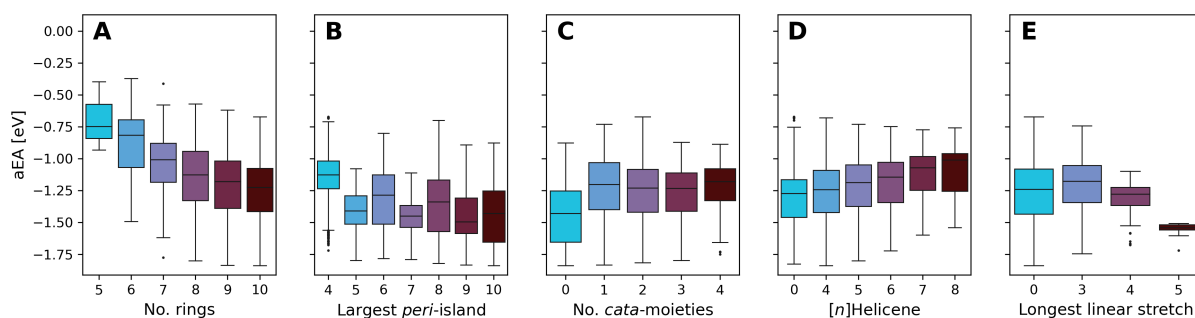 A
B
C
D
E
aEA [eV]
0.00
−0.25
−0.50
−0.75
−1.00
−1.25
−1.50
−1.75
5 6 7 8 9 10
No. rings
4 5 6 7 8 9 10
Largest peri-island
0 1 2 3 4
No. cata-moieties
0 4 5 6 7 8
[n]Helicene
0 3 4 5
Longest linear stretch